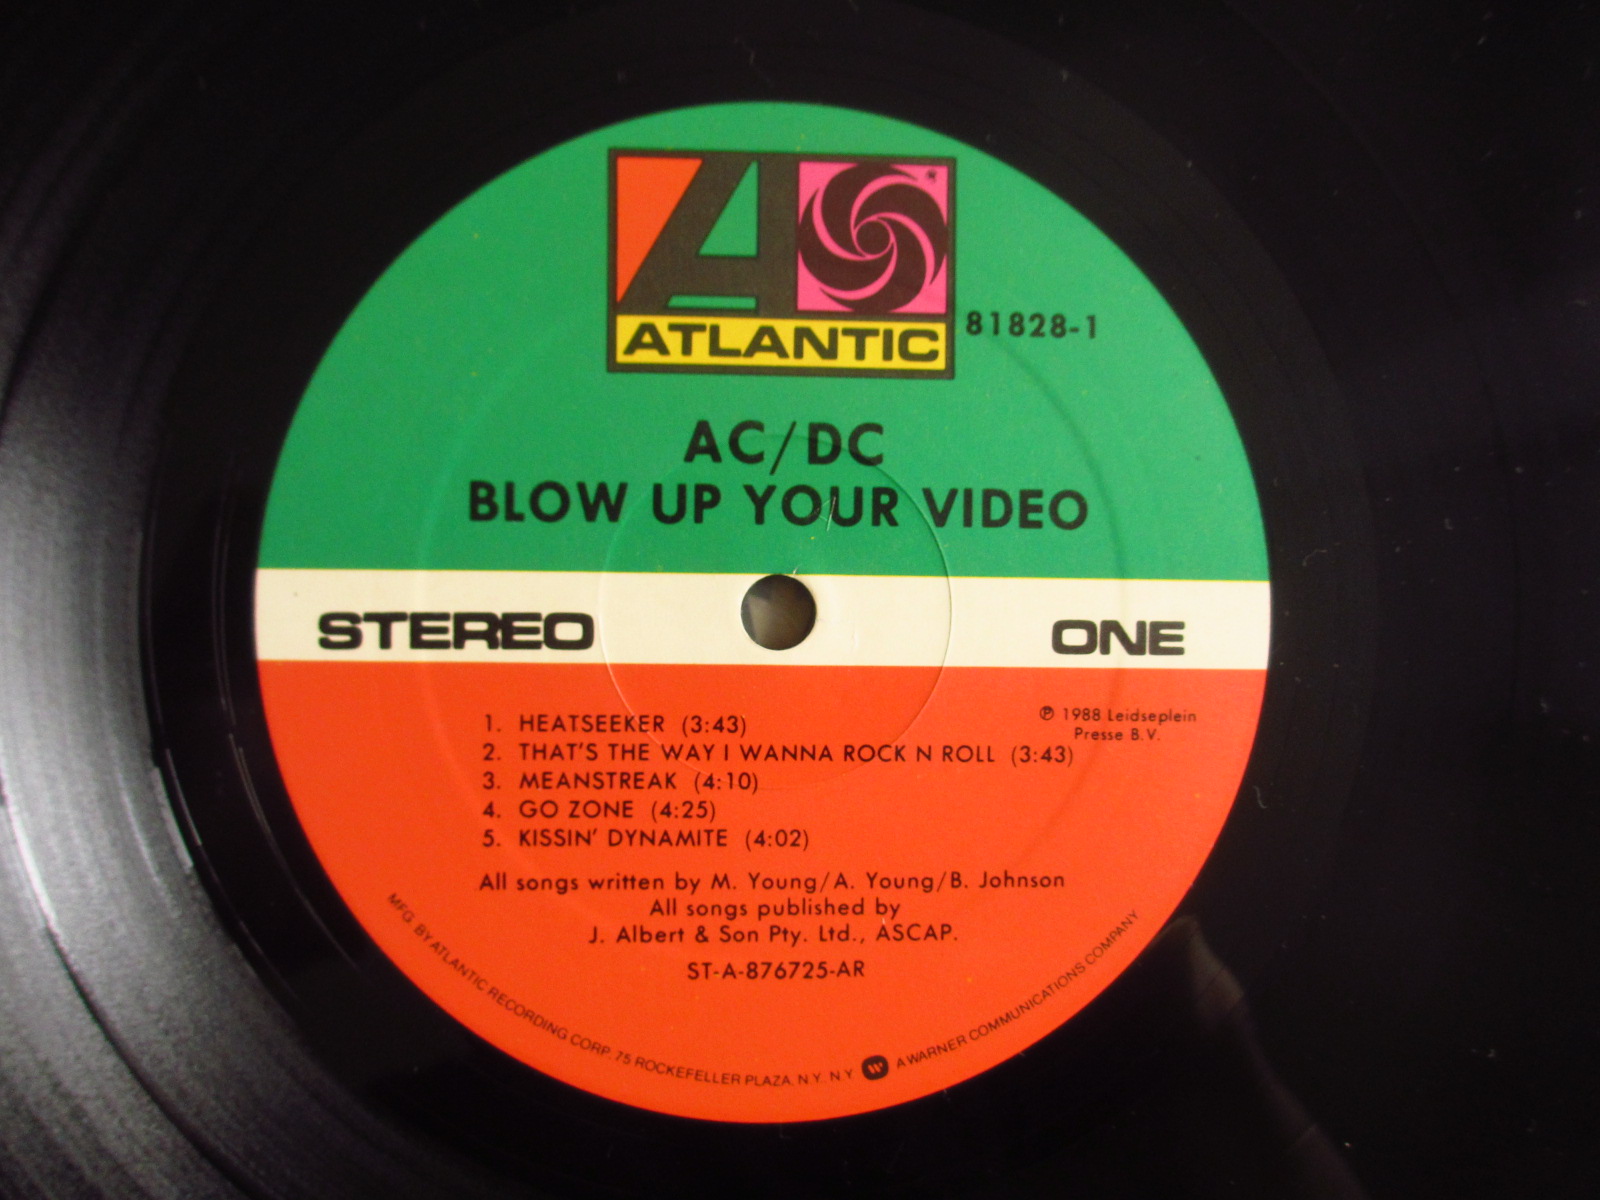 ATLANTIC
81828-1
AC/DC
BLOW UP YOUR VIDEO
STEREO
ONE
℗ 1988 Leidseplein
Presse B.V.
1. HEATSEEKER (3:43)
2. THAT'S THE WAY I WANNA ROCK N ROLL (3:43)
3. MEANSTREAK (4:10)
4. GO ZONE (4:25)
5. KISSIN' DYNAMITE (4:02)
All songs written by M. Young/A. Young/B. Johnson
All songs published by
J. Albert & Son Pty. Ltd., ASCAP.
ST-A-876725-AR
MFG. BY ATLANTIC RECORDING CORP. 75 ROCKEFELLER PLAZA. N.Y. N.Y. A WARNER COMMUNICATIONS COMPANY